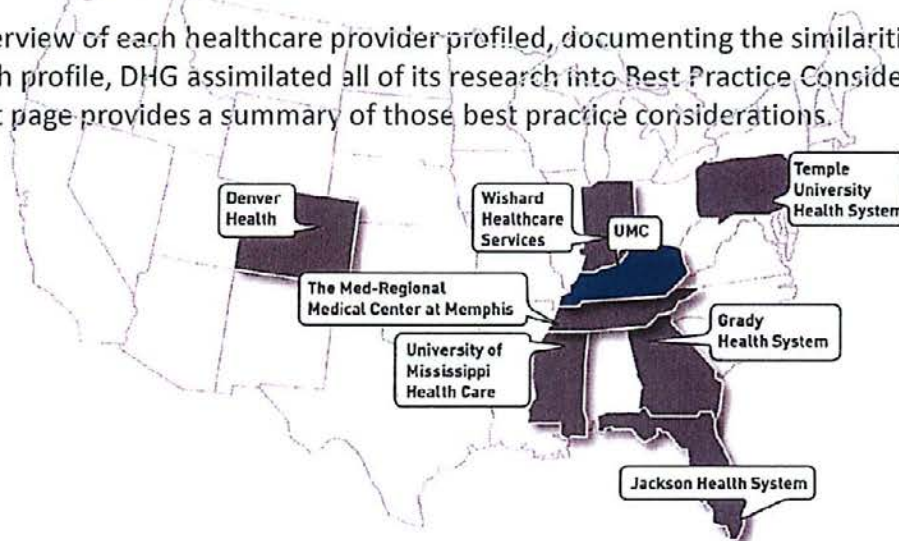 erview of each healthcare provider profiled, documenting the similariti
h profile, DHG assimilated all of its research into Best Practice Conside
t page provides a summary of those best practice considerations.
Temple
University
Health System
Denver
Health
Wishard
Healthcare
Services
UMC
The Med-Regional
Medical Center at Memphis
Grady
Health System
University of
Mississippi
Health Care
Jackson Health System